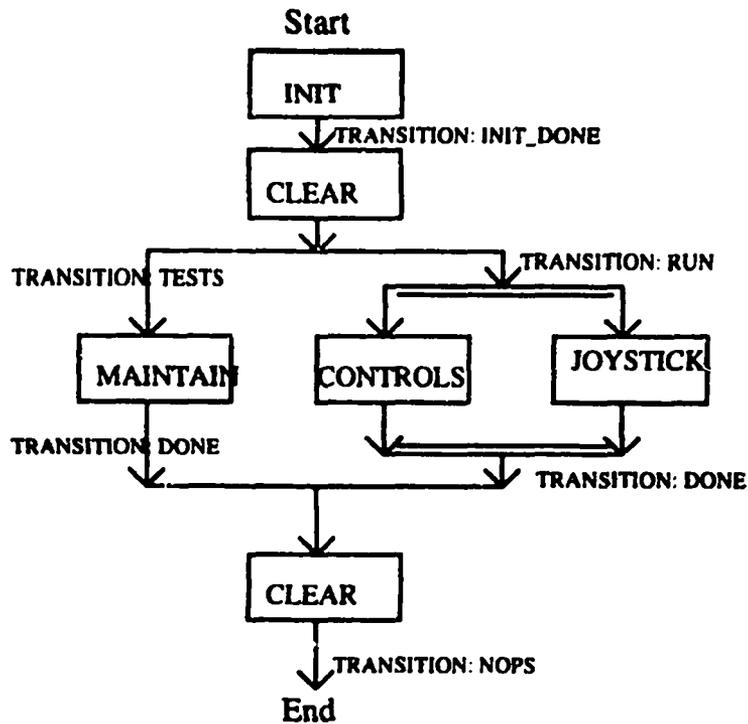 Start
INIT
TRANSITION: INIT_DONE
CLEAR
TRANSITION: RUN
TRANSITION: TESTS
MAINTAIN
CONTROLS
JOYSTICK
TRANSITION: DONE
TRANSITION: DONE
CLEAR
TRANSITION: NOPS
End